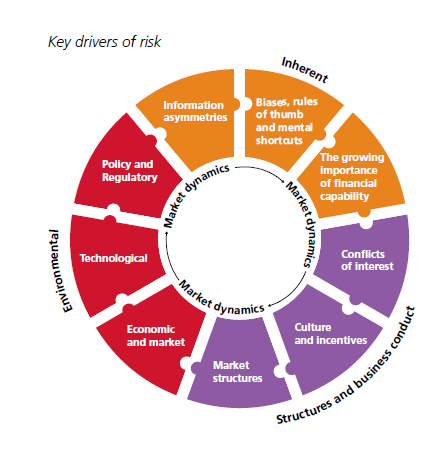 Key drivers of risk
Inherent
Information
asymmetries
Biases, rules
of thumb
and mental
shortcuts
The growing
importance
of financial
capability
Conflicts
of interest
Culture
and incentives
Market
structures
Structures and business conduct
Economic
and market
Technological
Policy and
Regulatory
Environmental
Market dynamics
Market dynamics
Market dynamics